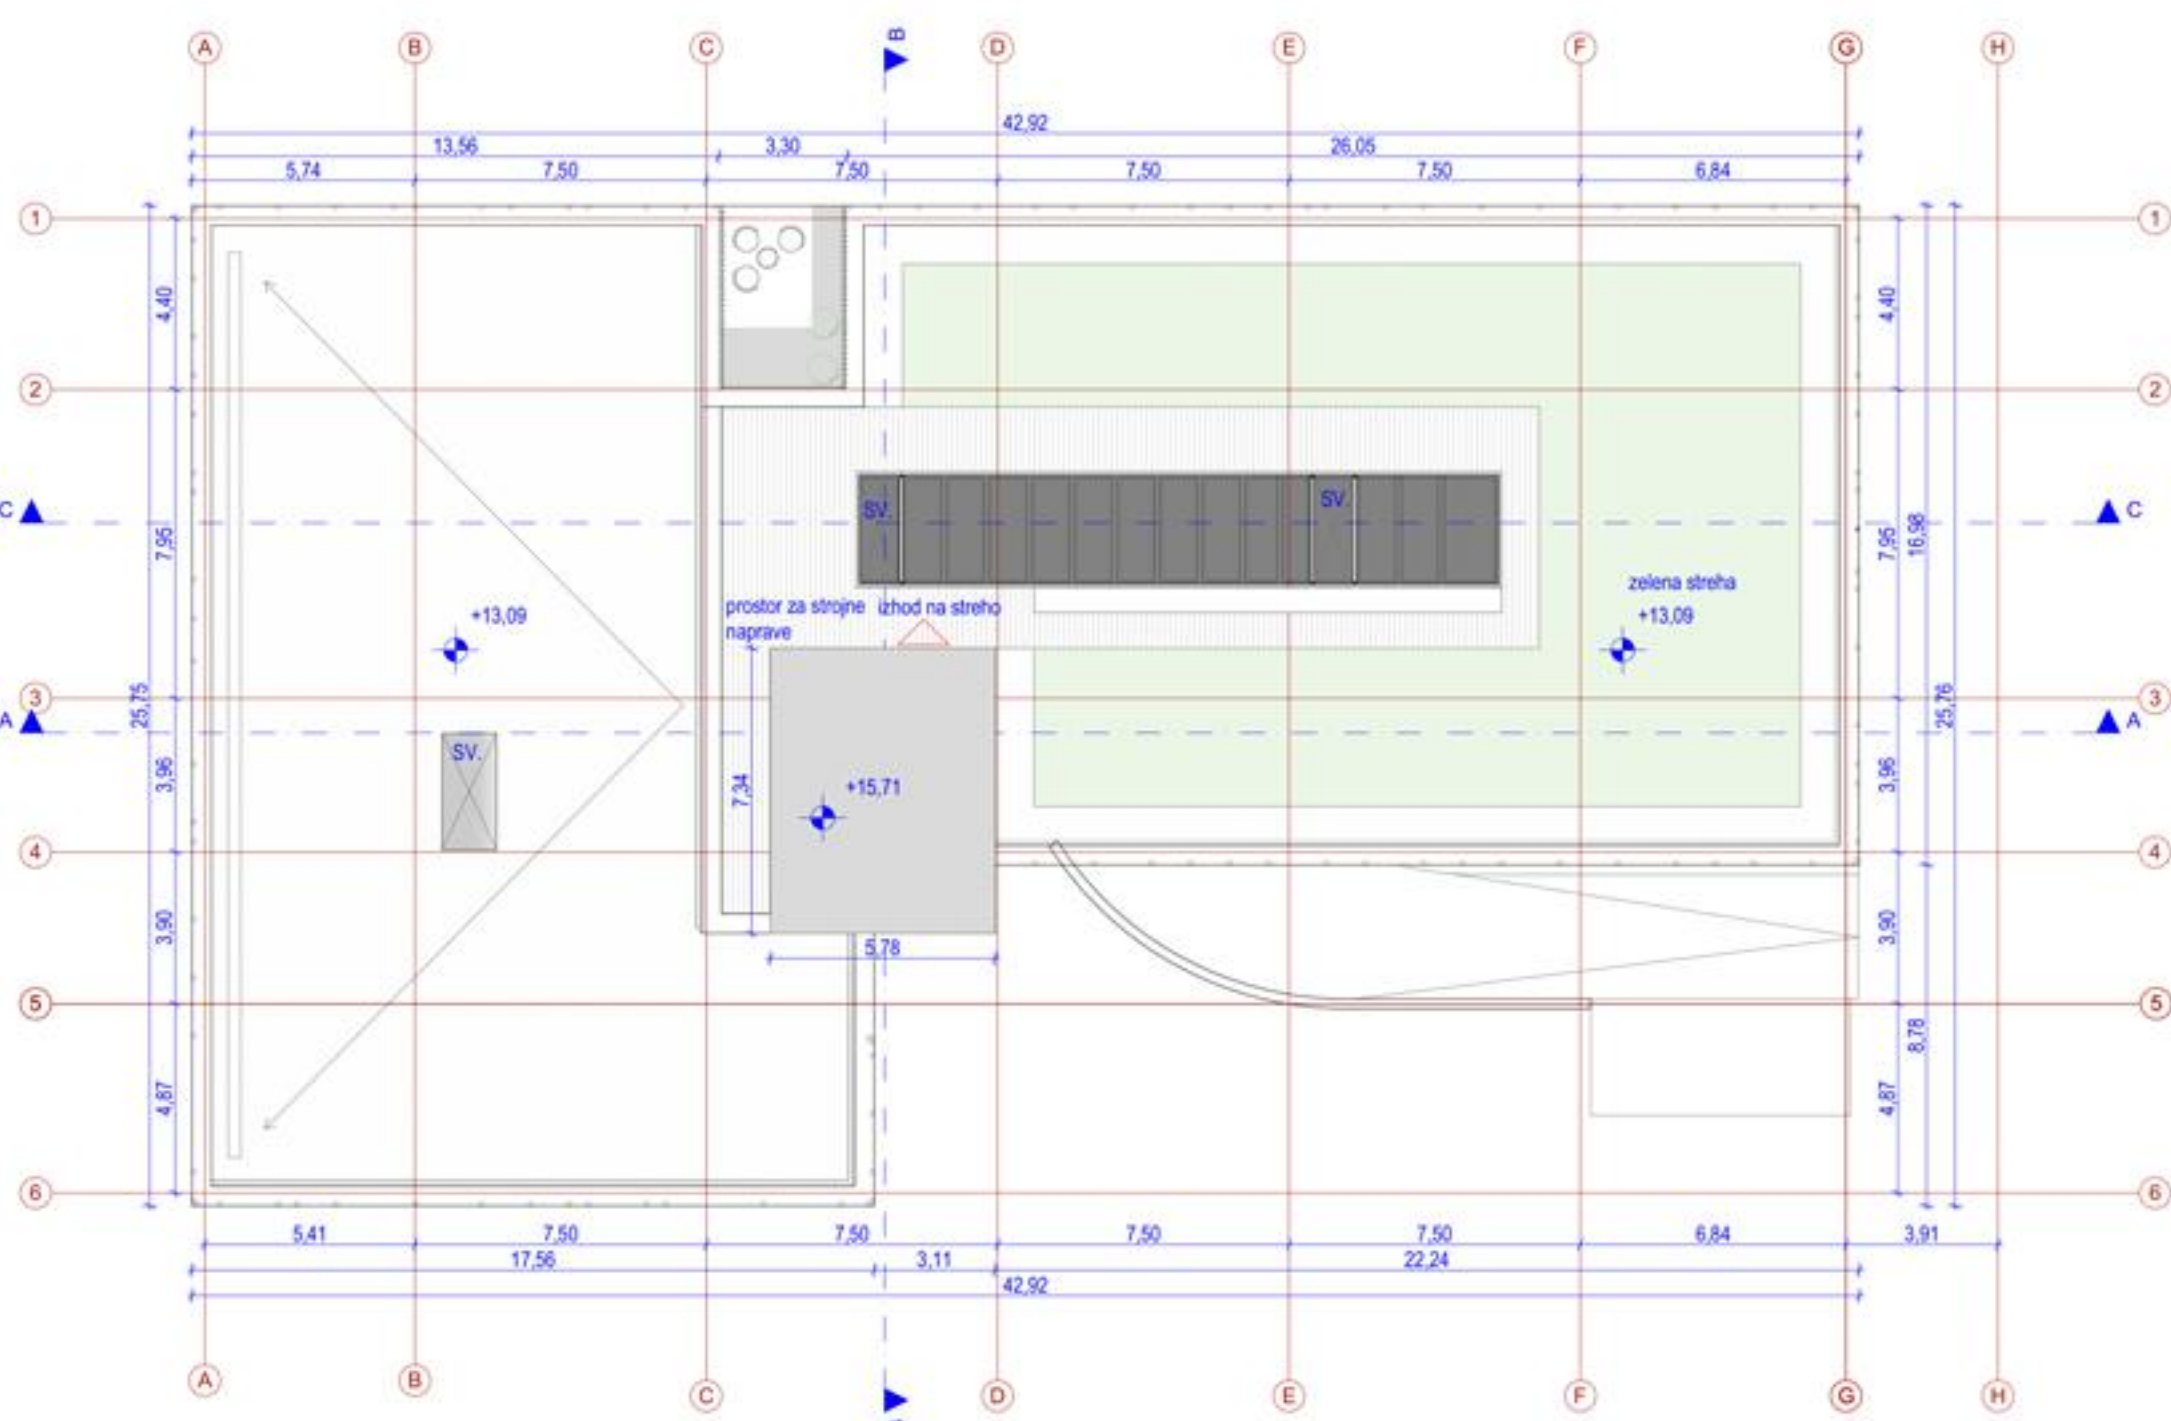 A B C B D E F G H
42,92
13,56 3,30 26,05
5,74 7,50 7,50 7,50 7,50 6,84
1 1
4,40 4,40
2 2
SV. SV.
C C
7,95 7,95 16,98
zelena streha
prostor za strojne izhod na streho
naprave
+13,09 +13,09
3 25,75 25,76 3
A A
SV.
3,96 7,34 +15,71 3,96
4 4
3,90 3,90
5,78
5 5
8,78
4,87 4,87
6 6
5,41 7,50 7,50 7,50 7,50 6,84 3,91
17,56 3,11 22,24
42,92
A B C D E F G H